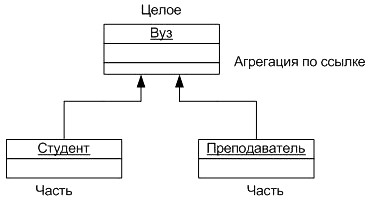 Целое
Вуз
Агрегация по ссылке
Студент
Преподаватель
Часть
Часть